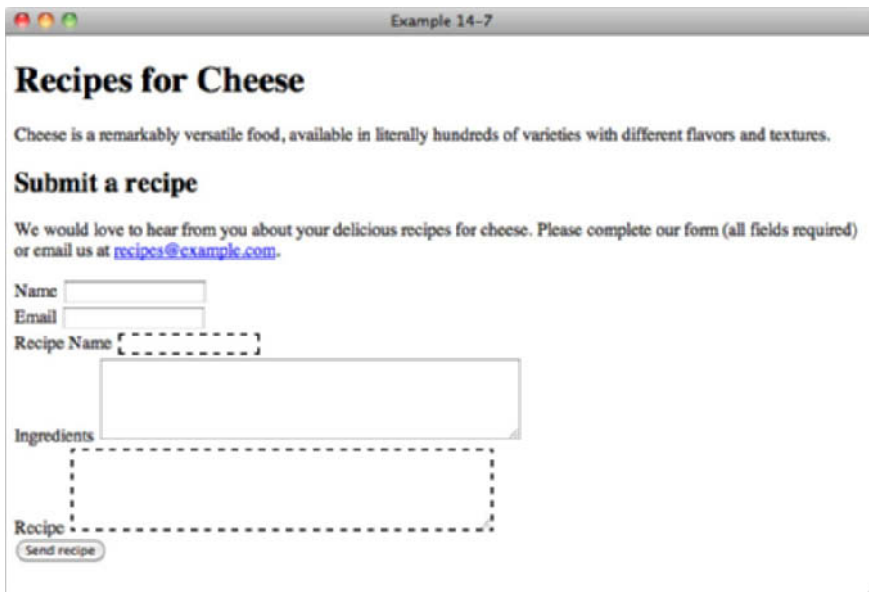 Example 14-7
Recipes for Cheese
Cheese is a remarkably versatile food, available in literally hundreds of varieties with different flavors and textures.
Submit a recipe
We would love to hear from you about your delicious recipes for cheese. Please complete our form (all fields required)
or email us at recipes@example.com.
Name
Email
Recipe Name
Ingredients
Recipe
Send recipe